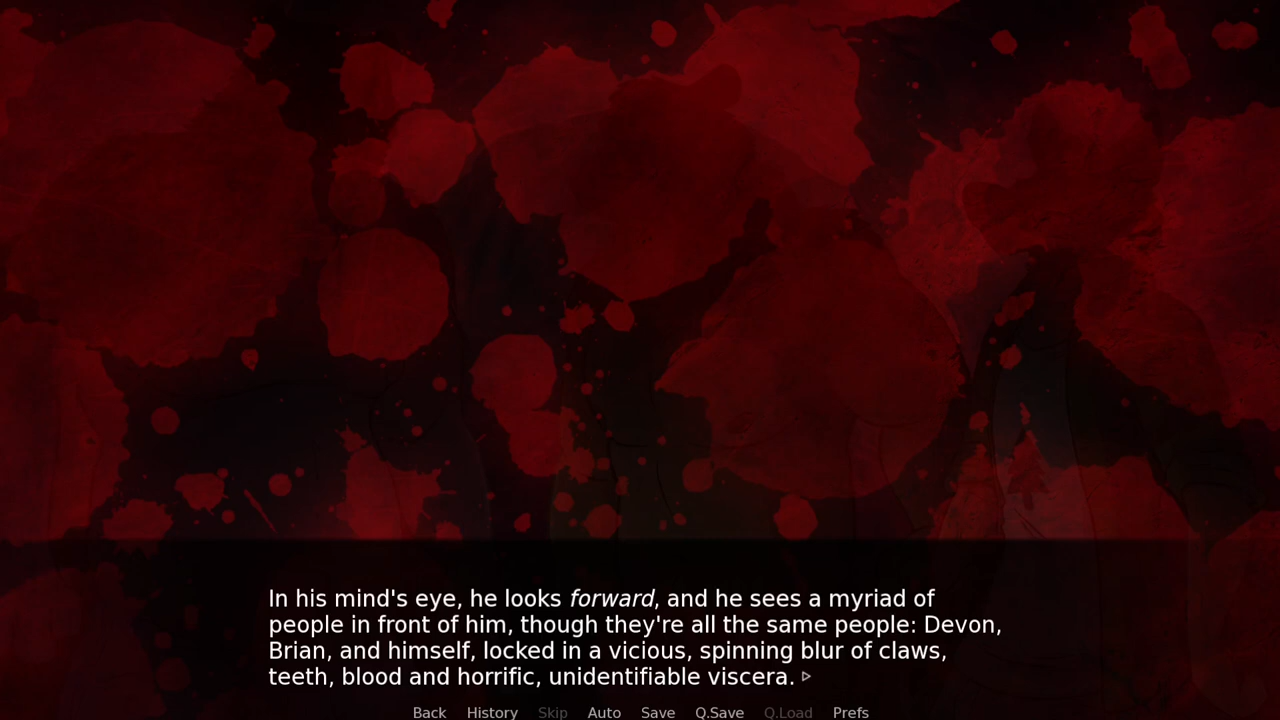 In his mind's eye, he looks forward, and he sees a myriad of
people in front of him, though they're all the same people: Devon,
Brian, and himself, locked in a vicious, spinning blur of claws,
teeth, blood and horrific, unidentifiable viscera.
Back History Skip Auto Save Q.Save Q.Load Prefs